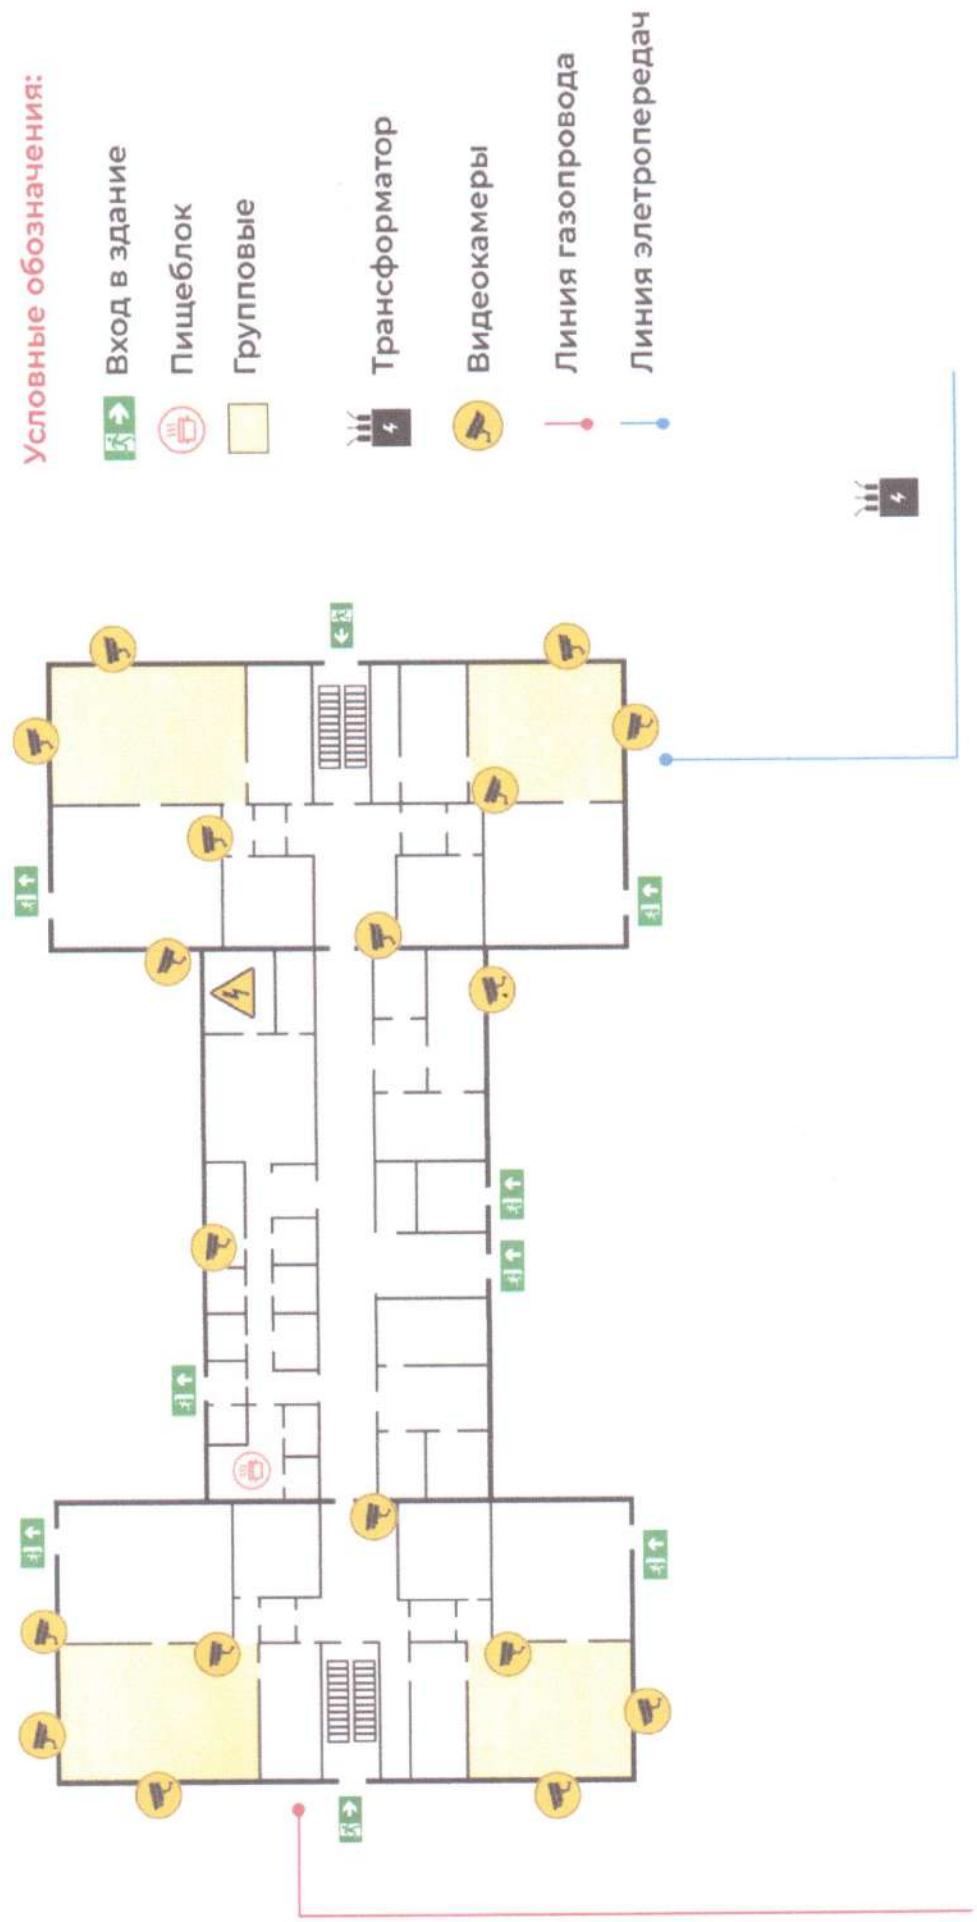 Условные обозначения:
Вход в здание
Пищеблок
Групповые
Трансформатор
Видеокамеры
Линия газопровода
Линия элетропередач